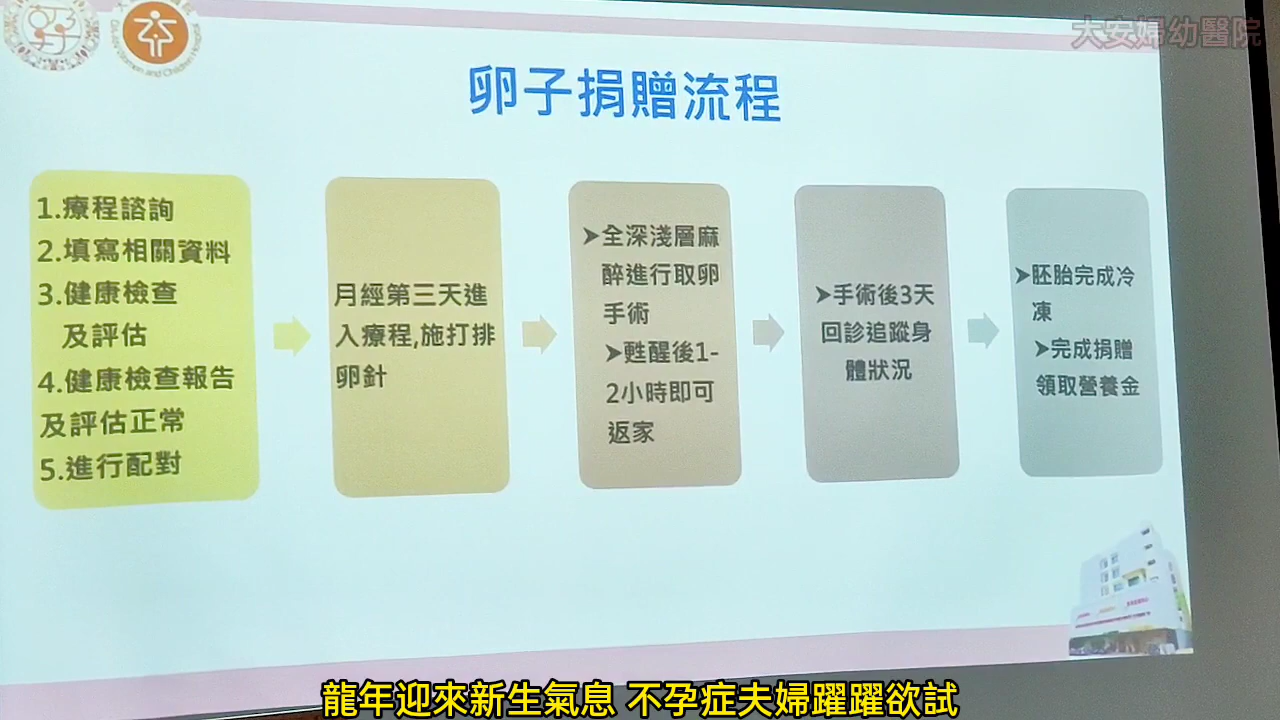 大安婦幼醫院
卵子捐贈流程
1.療程諮詢
2.填寫相關資料
3.健康檢查
及評估
4.健康檢查報告
及評估正常
5.進行配對
月經第三天進
入療程,施打排
卵針
➤全深淺層麻
醉進行取卵
手術
➤甦醒後1-
2小時即可
返家
➤手術後3天
回診追蹤身
體狀況
➤胚胎完成冷
凍
➤完成捐贈
領取營養金
龍年迎來新生氣息 不孕症夫婦躍躍欲試